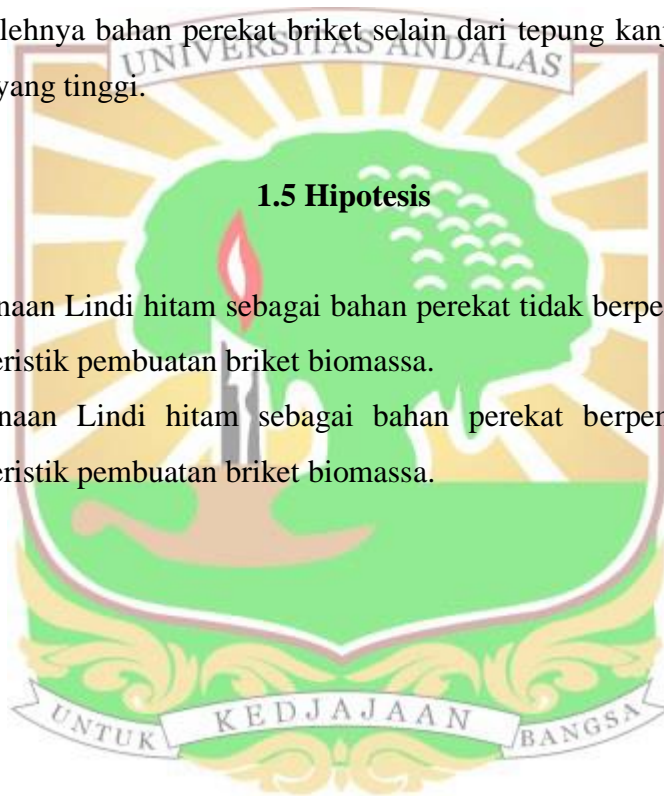 lehnya bahan perekat briket selain dari tepung kanj
UNIVERSITAS ANDALAS
yang tinggi.
1.5 Hipotesis
naan Lindi hitam sebagai bahan perekat tidak berpe
eristik pembuatan briket biomassa.
naan Lindi hitam sebagai bahan perekat berpen
eristik pembuatan briket biomassa.
UNTUK KEDJAJAAN BANGSA